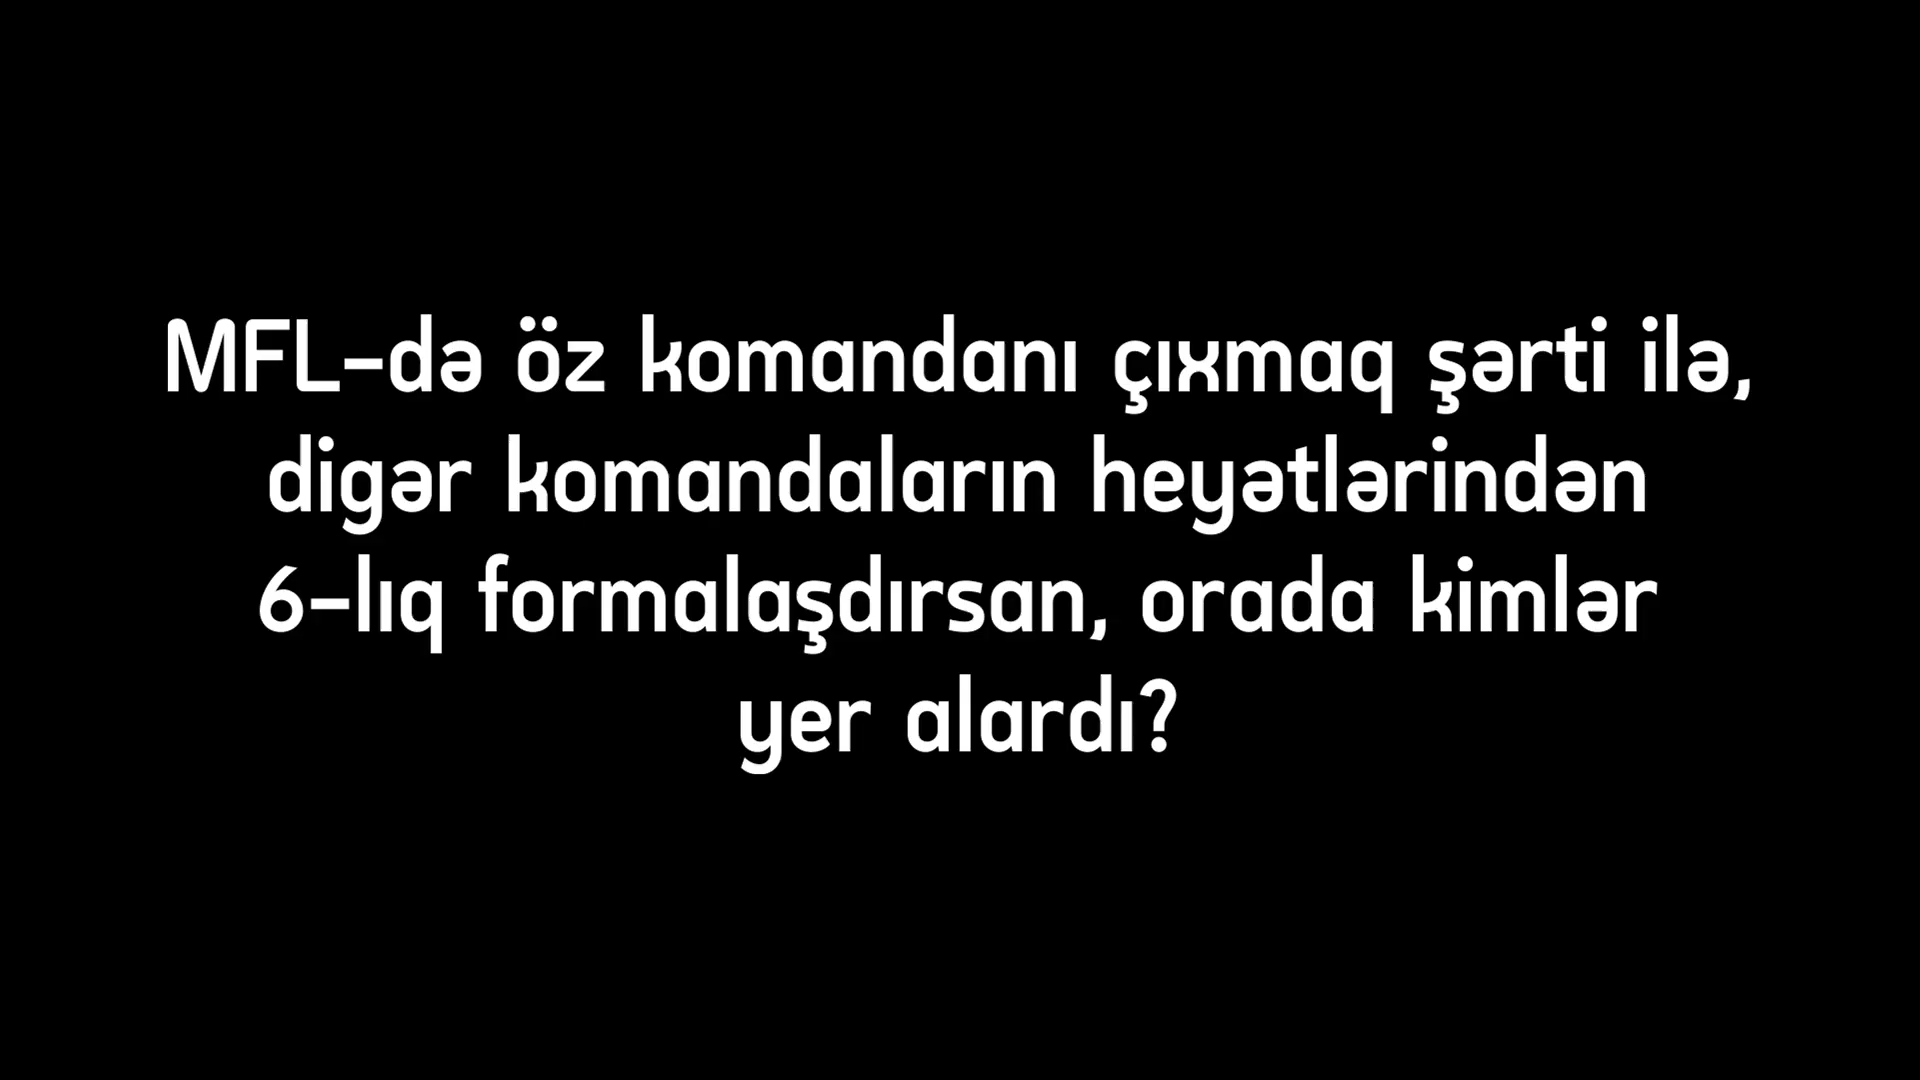 MFL-də öz komandanı çıxmaq şərti ilə,
digər komandaların heyətlərindən
6-lıq formalaşdırsan, orada kimlər
yer alardı?